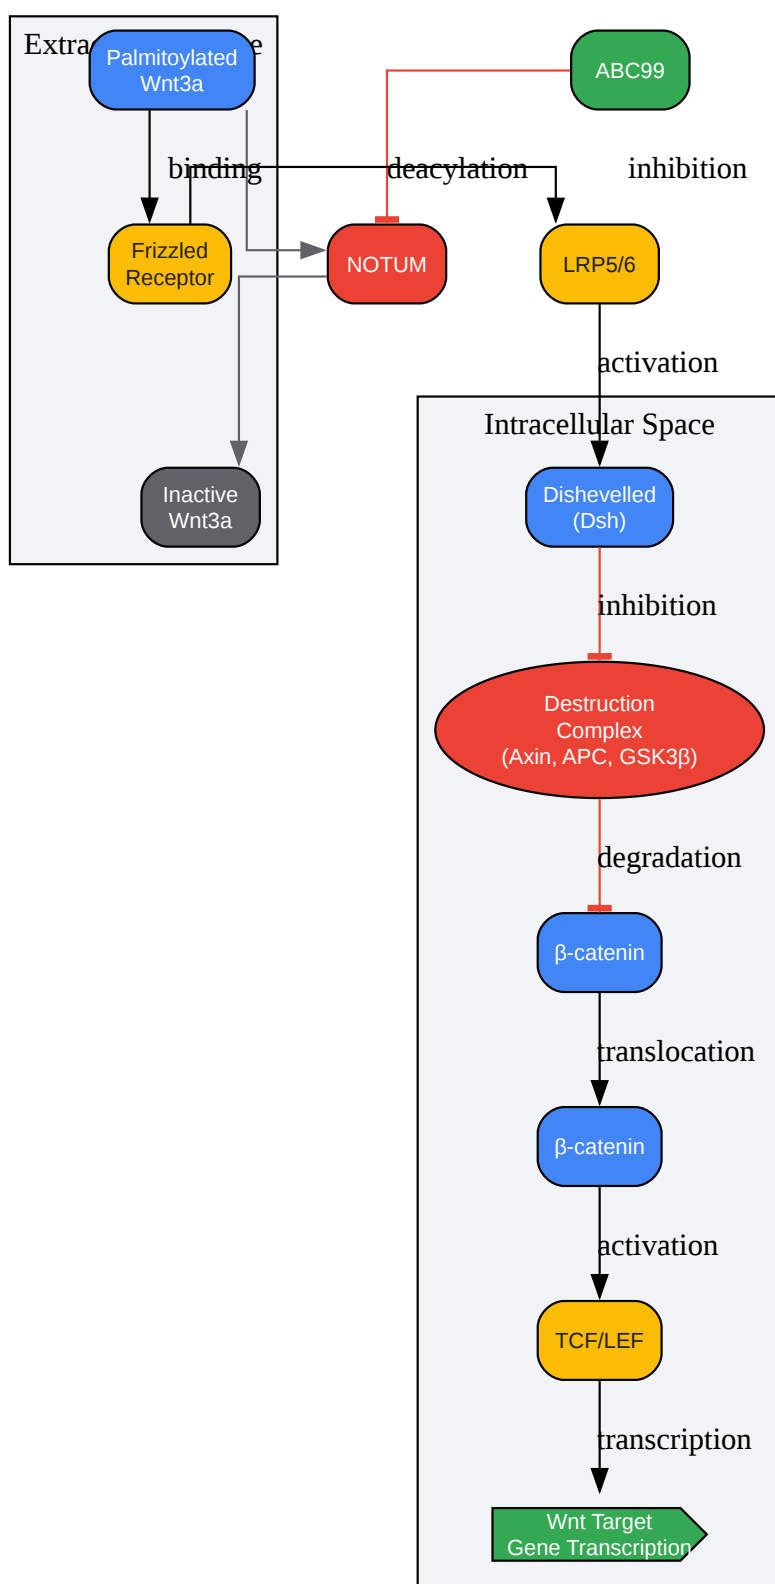 Extra e
Palmitoylated
Wnt3a
ABC99
binding
deacylation
inhibition
Frizzled
Receptor
NOTUM
LRP5/6
activation
Intracellular Space
Inactive
Wnt3a
Dishevelled
(Dsh)
inhibition
Destruction
Complex
(Axin, APC, GSK3β)
degradation
β-catenin
translocation
β-catenin
activation
TCF/LEF
transcription
Wnt Target
Gene Transcription